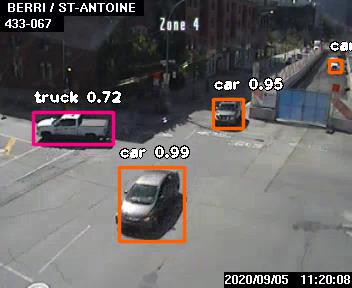 BERRI / ST-ANTOINE
433-067
Zone 4
car
car 0.95
truck 0.72
car 0.99
2020/09/05 11:20:08